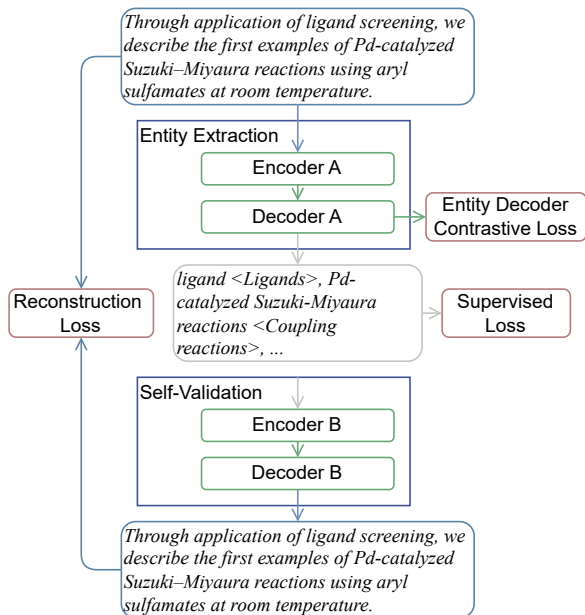 Through application of ligand screening, we
describe the first examples of Pd-catalyzed
Suzuki–Miyaura reactions using aryl
sulfamates at room temperature.
Entity Extraction
Encoder A
Decoder A
Entity Decoder
Contrastive Loss
ligand <Ligands>, Pd-
catalyzed Suzuki-Miyaura
reactions <Coupling
reactions>, ...
Reconstruction
Loss
Supervised
Loss
Self-Validation
Encoder B
Decoder B
Through application of ligand screening, we
describe the first examples of Pd-catalyzed
Suzuki–Miyaura reactions using aryl
sulfamates at room temperature.